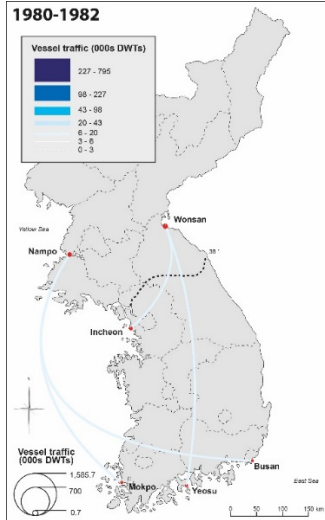 1980-1982
Vessel traffic (000s DWTs)
227 - 795
98 - 227
43 - 98
20 - 43
6 - 20
3 - 6
0 - 3
Wonsan
Yellow Sea
Nampo
38 °
Incheon
Vessel traffic
(000s DWTs)
1,585.7
700
0.7
Mokpo
Yeosu
Busan
East Sea
0 25 50 100 150 km